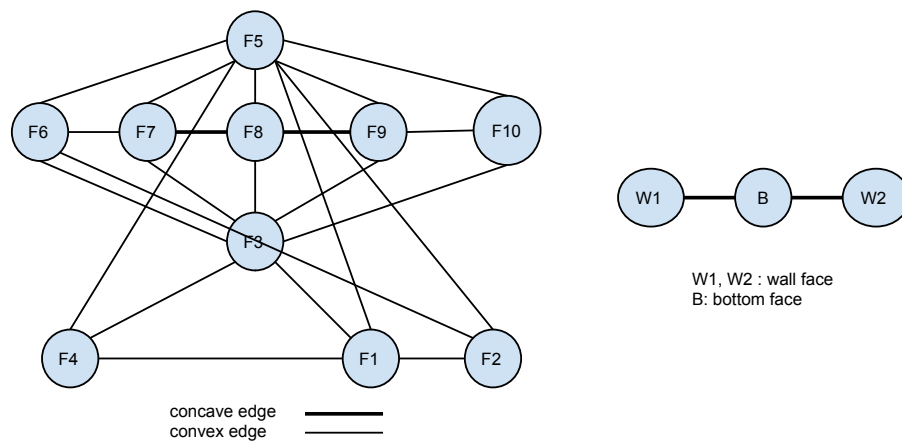 F5
F6
F7
F8
F9
F10
F3
F4
F1
F2
W1
B
W2
W1, W2 : wall face
B: bottom face
concave edge
convex edge